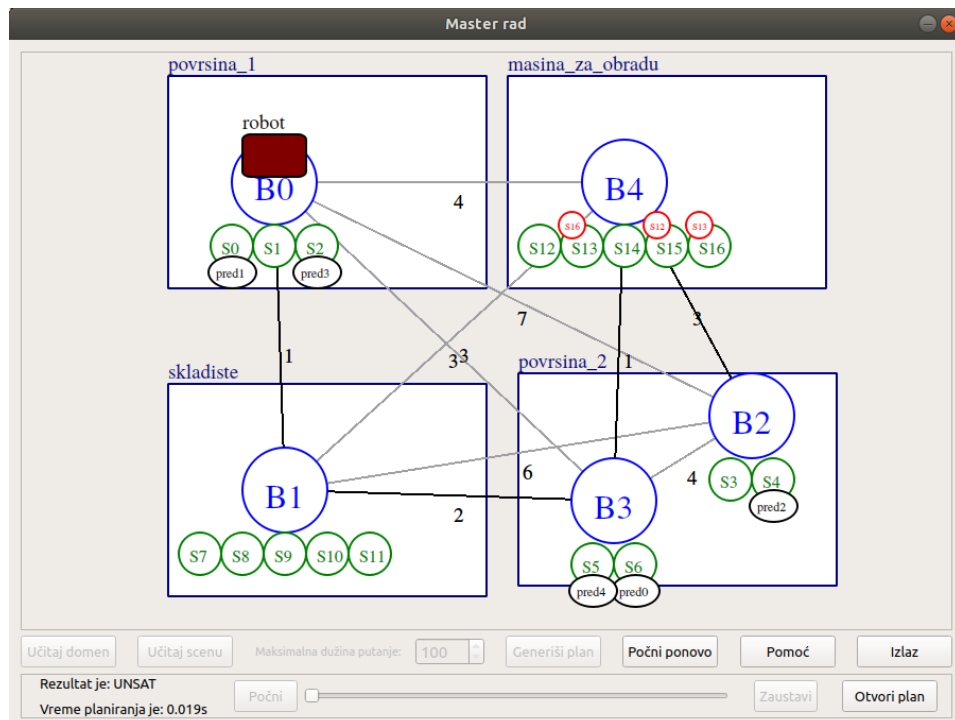 Master rad
povrsina_1
masina_za_obradu
robot
B0
B4
4
S0
S1
S2
S12
S16
S13
S14
S12
S15
S13
S16
pred1
pred3
7
3
1
3
3
1
povrsina_2
skladiste
B2
B1
B3
6
4
2
S3
S4
pred2
S7
S8
S9
S10
S11
S5
S6
pred4
pred0
Učitaj domen
Učitaj scenu
Maksimalna dužina putanje:
100
Generiši plan
Počni ponovo
Pomoć
Izlaz
Rezultat je: UNSAT
Vreme planiranja je: 0.019s
Počni
Zaustavi
Otvori plan